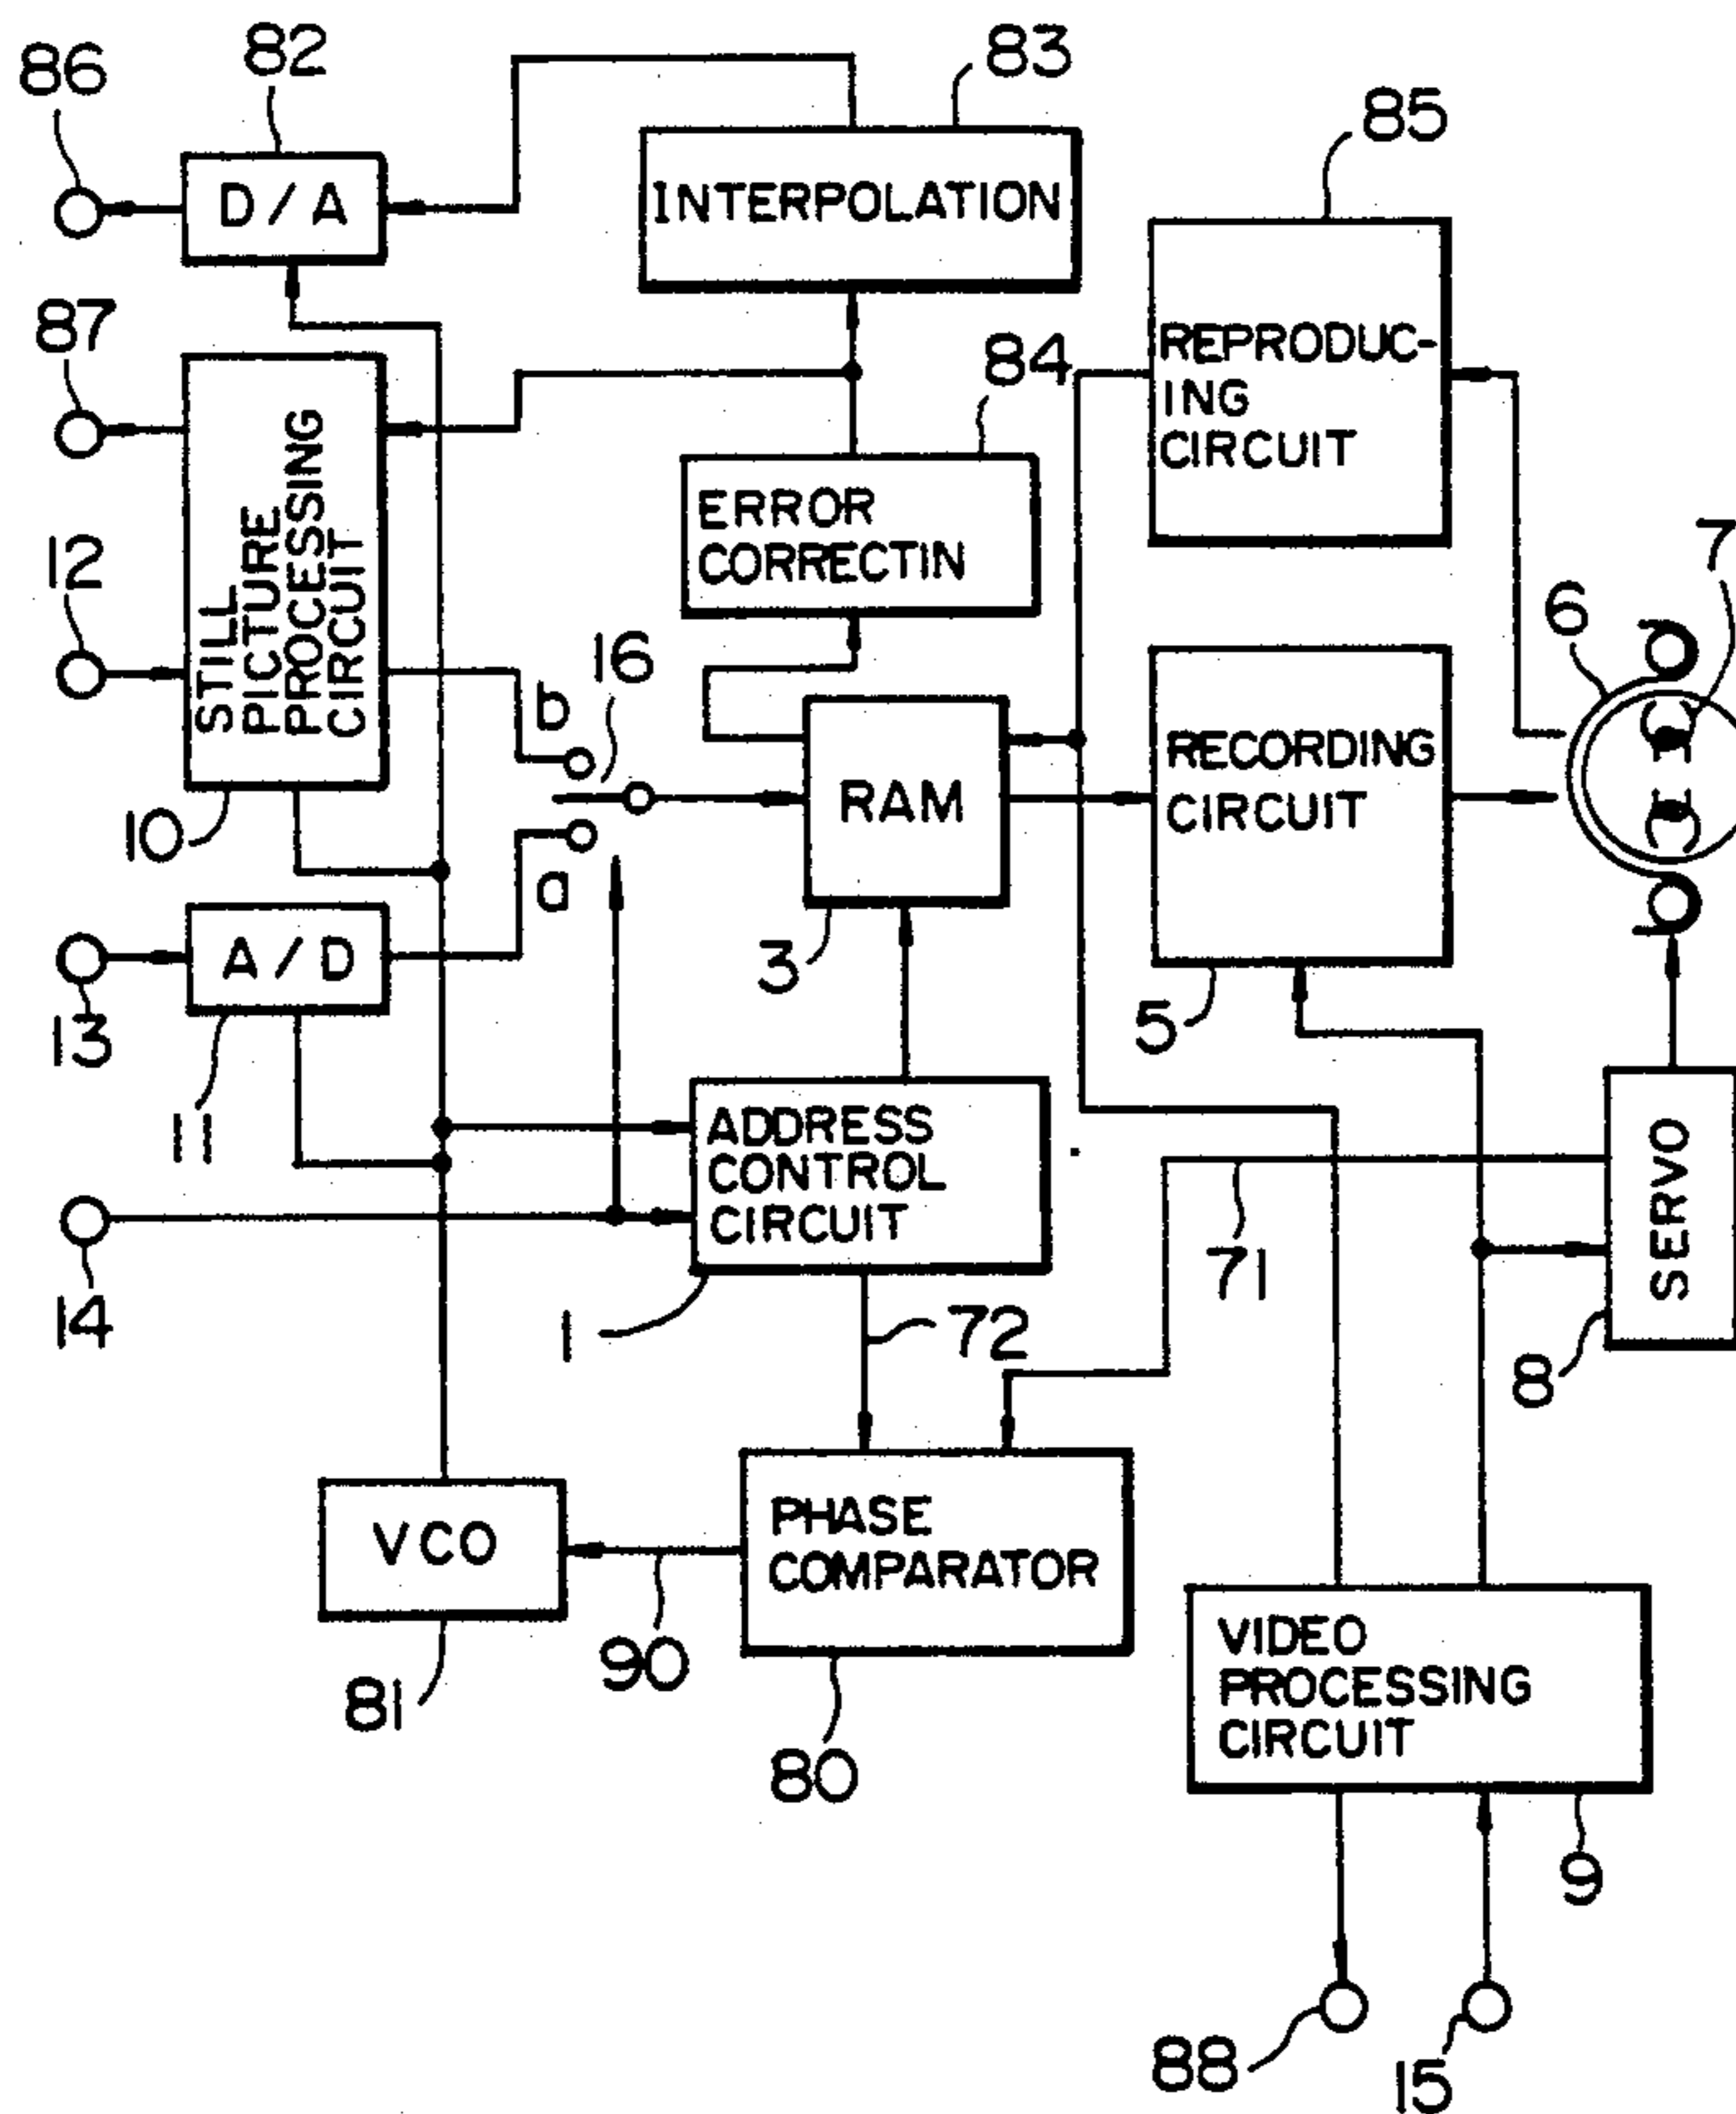 86
82
83
85
D/A
INTERPOLATION
87
84
REPRODUC-
ING
CIRCUIT
STILL
PICTURE
PROCESSING
CIRCUIT
ERROR
CORRECTIN
12
7
6
16
b
RAM
RECORDING
CIRCUIT
10
a
A/D
3
5
13
11
ADDRESS
CONTROL
CIRCUIT
SERVO
14
1
72
71
8
VCO
PHASE
COMPARATOR
90
81
80
VIDEO
PROCESSING
CIRCUIT
9
88
15